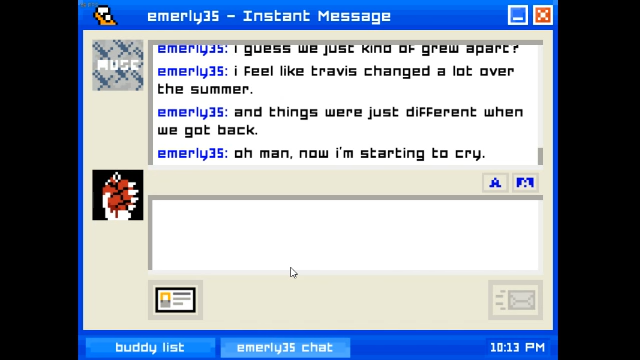 emerly35 - Instant Message
MUSE
emerly35: i guess we just kind of grew apart?
emerly35: i feel like travis changed a lot over
the summer.
emerly35: and things were just different when
we got back.
emerly35: oh man, now i'm starting to cry.
A
buddy list
emerly35 chat
10:13 PM